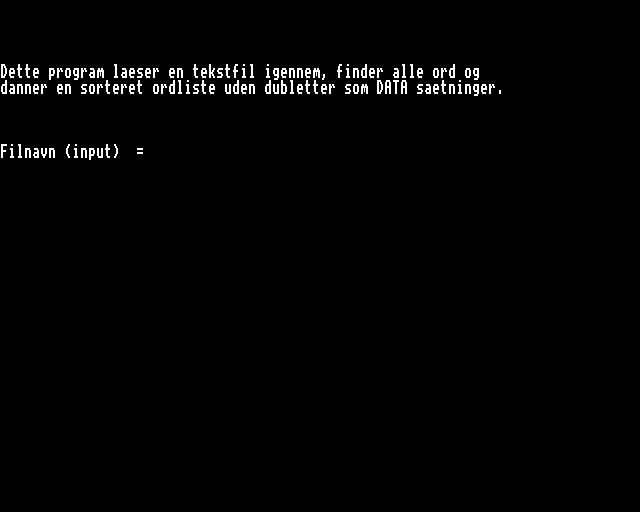 Dette program laeser en tekstfil igennem, finder alle ord og
danner en sorteret ordliste uden dubletter som DATA saetninger.
Filnavn (input)  =